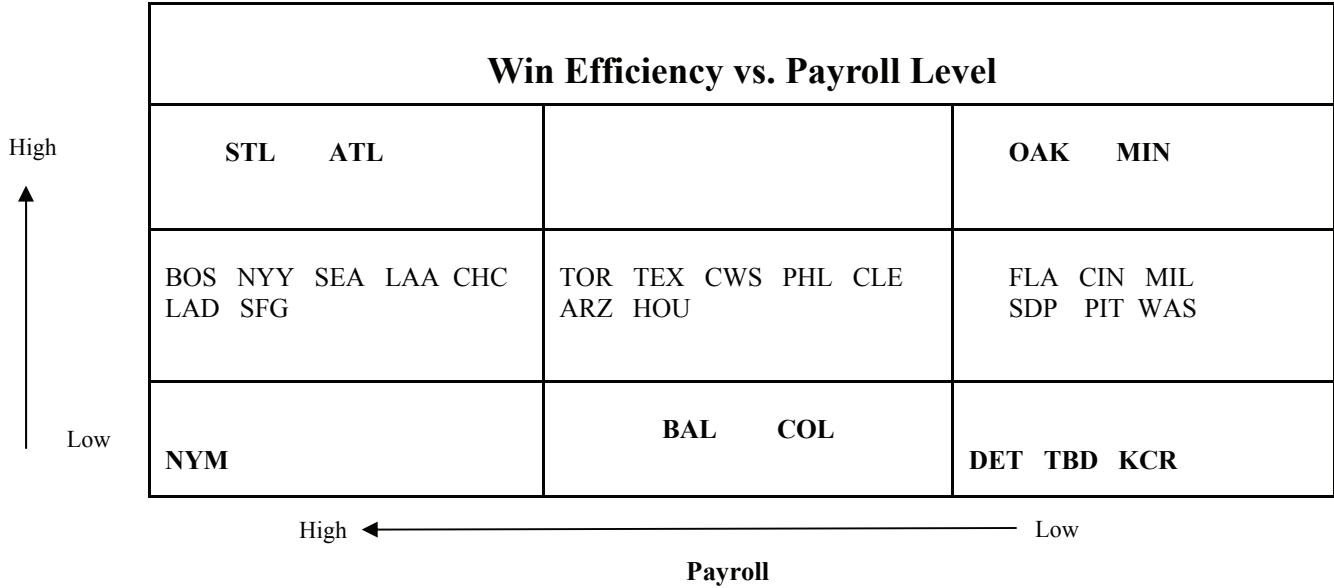 Win Efficiency vs. Payroll Level
High
STL ATL
OAK MIN
BOS NYY SEA LAA CHC
LAD SFG
TOR TEX CWS PHL CLE
ARZ HOU
FLA CIN MIL
SDP PIT WAS
Low
NYM
BAL COL
DET TBD KCR
High
Low
Payroll